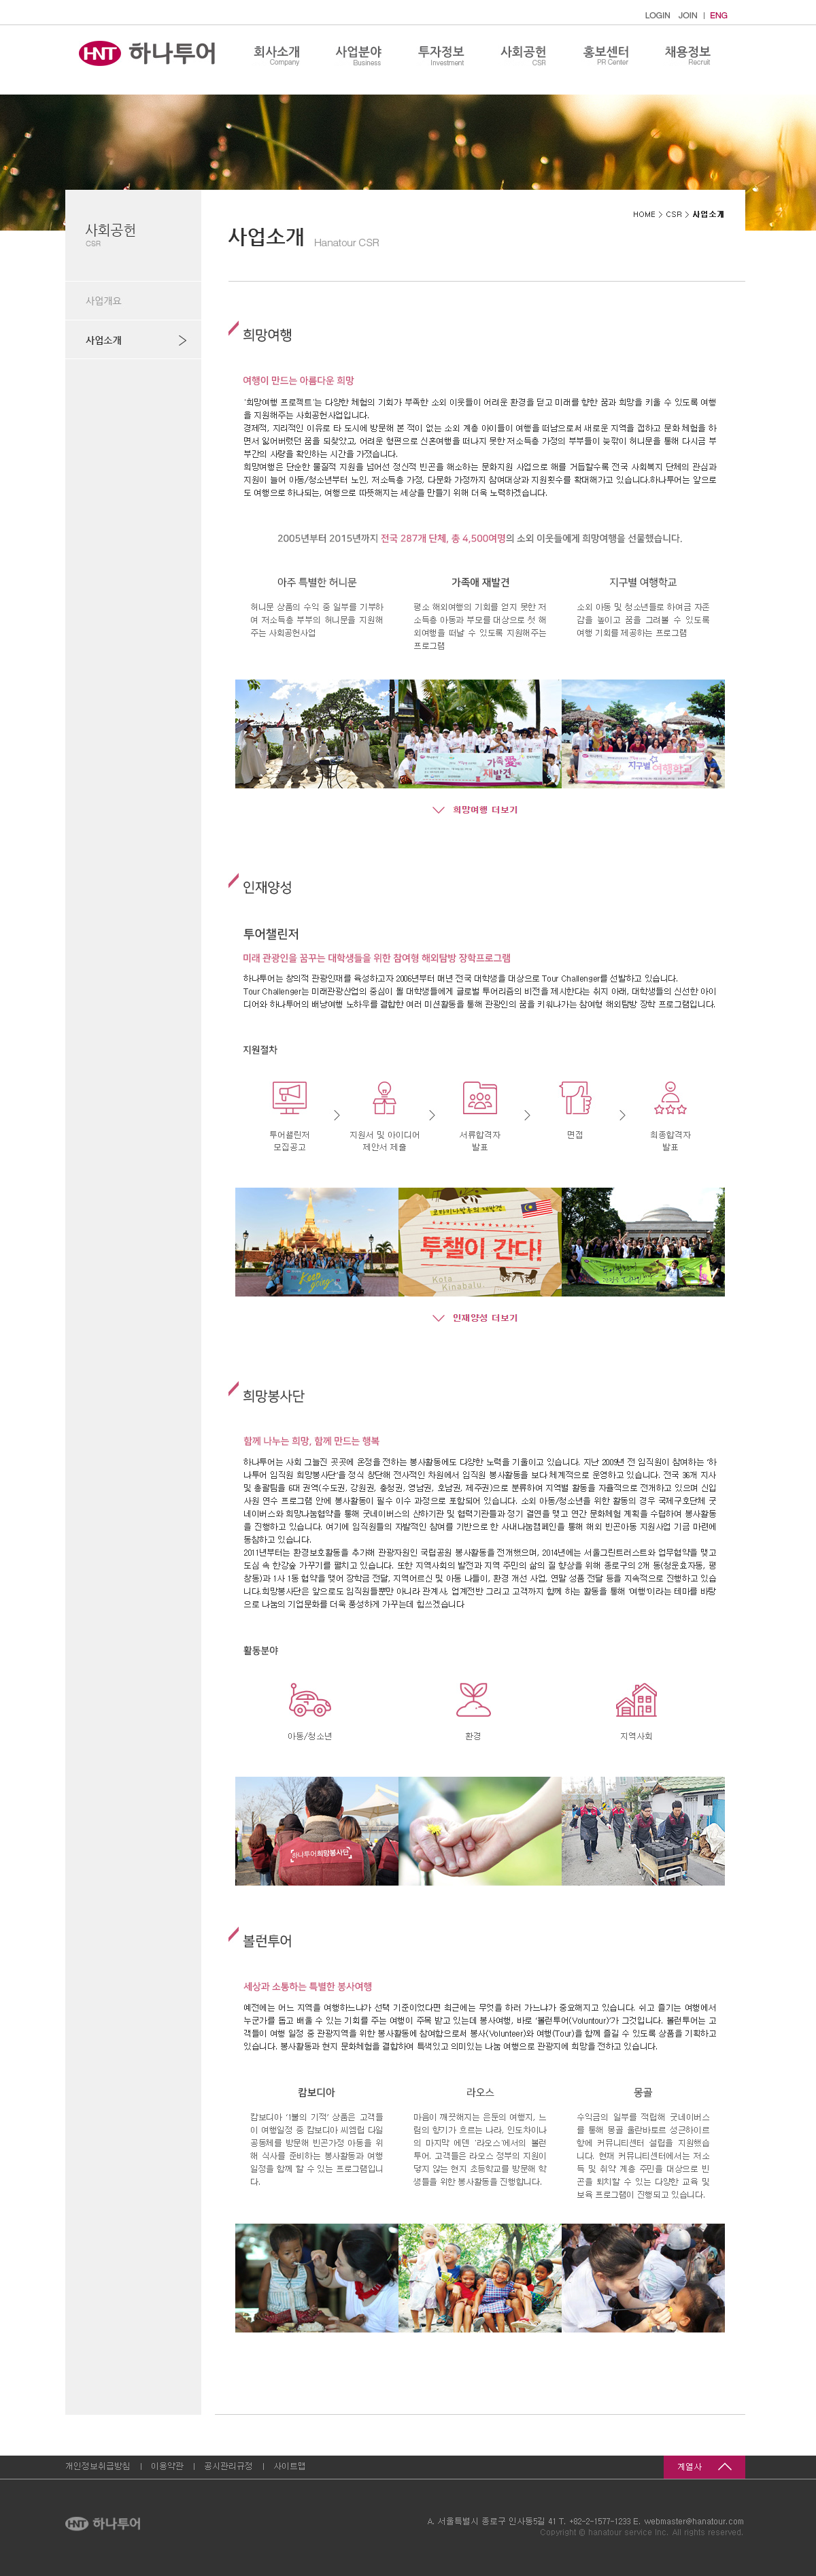 LOGIN JOIN | ENG
HNT 하나투어
회사소개 사업분야 투자정보 사회공헌 홍보센터 채용정보
Company Business Investment CSR PR Center Recruit
HOME > CSR > 사업소개
사회공헌
CSR
사업소개 Hanatour CSR
사업개요
사업소개
희망여행
여행이 만드는 아름다운 희망
'희망여행 프로젝트'는 다양한 체험의 기회가 부족한 소외 이웃들이 어려운 환경을 딛고 미래를 향한 꿈과 희망을 키울 수 있도록 여행
을 지원해주는 사회공헌사업입니다.
경제적, 지리적인 이유로 타 도시에 방문해 본 적이 없는 소외 계층 아이들이 여행을 떠남으로써 새로운 지역을 접하고 문화 체험을 하
면서 잃어버렸던 꿈을 되찾았고, 어려운 형편으로 신혼여행을 떠나지 못한 저소득층 가정의 부부들이 늦깎이 허니문을 통해 다시금 부
부간의 사랑을 확인하는 시간을 가졌습니다.
희망여행은 단순한 물질적 지원을 넘어선 정신적 빈곤을 해소하는 문화지원 사업으로 해를 거듭할수록 전국 사회복지 단체의 관심과
지원이 늘어 아동/청소년부터 노인, 저소득층 가정, 다문화 가정까지 참여대상과 지원횟수를 확대해가고 있습니다.하나투어는 앞으로
도 여행으로 하나되는, 여행으로 따뜻해지는 세상을 만들기 위해 더욱 노력하겠습니다.
2005년부터 2015년까지 전국 287개 단체, 총 4,500여명의 소외 이웃들에게 희망여행을 선물했습니다.
아주 특별한 허니문
허니문 상품의 수익 중 일부를 기부하
여 저소득층 부부의 허니문을 지원해
주는 사회공헌사업
가족애 재발견
평소 해외여행의 기회를 얻지 못한 저
소득층 아동과 부모를 대상으로 첫 해
외여행을 떠날 수 있도록 지원해주는
프로그램
지구별 여행학교
소외 아동 및 청소년들로 하여금 자존
감을 높이고 꿈을 그려볼 수 있도록
여행 기회를 제공하는 프로그램
가족愛
재발견
지구별
여행학교
희망여행 더보기
인재양성
투어챌린저
미래 관광인을 꿈꾸는 대학생들을 위한 참여형 해외탐방 장학프로그램
하나투어는 창의적 관광인재를 육성하고자 2006년부터 매년 전국 대학생을 대상으로 Tour Challenger를 선발하고 있습니다.
Tour Challenger는 미래관광산업의 중심이 될 대학생들에게 글로벌 투어리즘의 비전을 제시한다는 취지 아래, 대학생들의 신선한 아이
디어와 하나투어의 배낭여행 노하우를 결합한 여러 미션활동을 통해 관광인의 꿈을 키워나가는 참여형 해외탐방 장학 프로그램입니다.
지원절차
투어챌린저
모집공고
지원서 및 아이디어
제안서 제출
서류합격자
발표
면접
최종합격자
발표
Keep
going
투챌이 간다!
Kota
Kinabalu
인재양성 더보기
희망봉사단
함께 나누는 희망, 함께 만드는 행복
하나투어는 사회 그늘진 곳곳에 온정을 전하는 봉사활동에도 다양한 노력을 기울이고 있습니다. 지난 2009년 전 임직원이 참여하는 '하
나투어 임직원 희망봉사단'을 정식 창단해 전사적인 차원에서 임직원 봉사활동을 보다 체계적으로 운영하고 있습니다. 전국 36개 지사
및 총괄팀을 6대 권역(수도권, 강원권, 충청권, 영남권, 호남권, 제주권)으로 분류하여 지역별 활동을 자율적으로 전개하고 있으며 신입
사원 연수 프로그램 안에 봉사활동이 필수 이수 과정으로 포함되어 있습니다. 소외 아동/청소년을 위한 활동의 경우 국제구호단체 굿
네이버스와 희망나눔협약을 통해 굿네이버스의 산하기관 및 협력기관들과 정기 결연을 맺고 연간 문화체험 계획을 수립하여 봉사활동
을 진행하고 있습니다. 여기에 임직원들의 자발적인 참여를 기반으로 한 사내나눔캠페인을 통해 해외 빈곤아동 지원사업 기금 마련에
동참하고 있습니다.
2011년부터는 환경보호활동을 추가해 관광자원인 국립공원 봉사활동을 전개했으며, 2014년에는 서울그린트러스트와 업무협약을 맺고
도심 속 한강숲 가꾸기를 펼치고 있습니다. 또한 지역사회의 발전과 지역 주민의 삶의 질 향상을 위해 종로구의 2개 동(청운효자동, 평
창동)과 1사 1동 협약을 맺어 장학금 전달, 지역어르신 및 아동 나들이, 환경 개선 사업, 연말 성품 전달 등을 지속적으로 진행하고 있습
니다.희망봉사단은 앞으로도 임직원들뿐만 아니라 관계사, 업계전반 그리고 고객까지 함께 하는 활동을 통해 '여행'이라는 테마를 바탕
으로 나눔의 기업문화를 더욱 풍성하게 가꾸는데 힘쓰겠습니다
활동분야
아동/청소년
환경
지역사회
하나투어희망봉사단
볼런투어
세상과 소통하는 특별한 봉사여행
예전에는 어느 지역을 여행하느냐가 선택 기준이었다면 최근에는 무엇을 하러 가느냐가 중요해지고 있습니다. 쉬고 즐기는 여행에서
누군가를 돕고 배울 수 있는 기회를 주는 여행이 주목 받고 있는데 봉사여행, 바로 '볼런투어(Voluntour)'가 그것입니다. 볼런투어는 고
객들이 여행 일정 중 관광지역을 위한 봉사활동에 참여함으로써 봉사(Volunteer)와 여행(Tour)을 함께 즐길 수 있도록 상품을 기획하고
있습니다. 봉사활동과 현지 문화체험을 결합하여 특색있고 의미있는 나눔 여행으로 관광지에 희망을 전하고 있습니다.
캄보디아
캄보디아 '1불의 기적' 상품은 고객들
이 여행일정 중 캄보디아 씨엠립 다일
공동체를 방문해 빈곤가정 아동을 위
해 식사를 준비하는 봉사활동과 여행
일정을 함께 할 수 있는 프로그램입니
다.
라오스
마음이 깨끗해지는 은둔의 여행지, 느
림의 향기가 흐르는 나라, 인도차이나
의 마지막 에덴 '라오스'에서의 볼런
투어. 고객들은 라오스 정부의 지원이
닿지 않는 현지 초등학교를 방문해 학
생들을 위한 봉사활동을 진행합니다.
몽골
수익금의 일부를 적립해 굿네이버스
를 통해 몽골 울란바토르 성긴하이르
항에 커뮤니티센터 설립을 지원했습
니다. 현재 커뮤니티센터에서는 저소
득 및 취약 계층 주민을 대상으로 빈
곤을 퇴치할 수 있는 다양한 교육 및
보육 프로그램이 진행되고 있습니다.
개인정보취급방침 | 이용약관 | 공시관리규정 | 사이트맵
계열사
HNT 하나투어
A. 서울특별시 종로구 인사동5길 41 T. +82-2-1577-1233 E. webmaster@hanatour.com
Copyright © hanatour service Inc. All rights reserved.